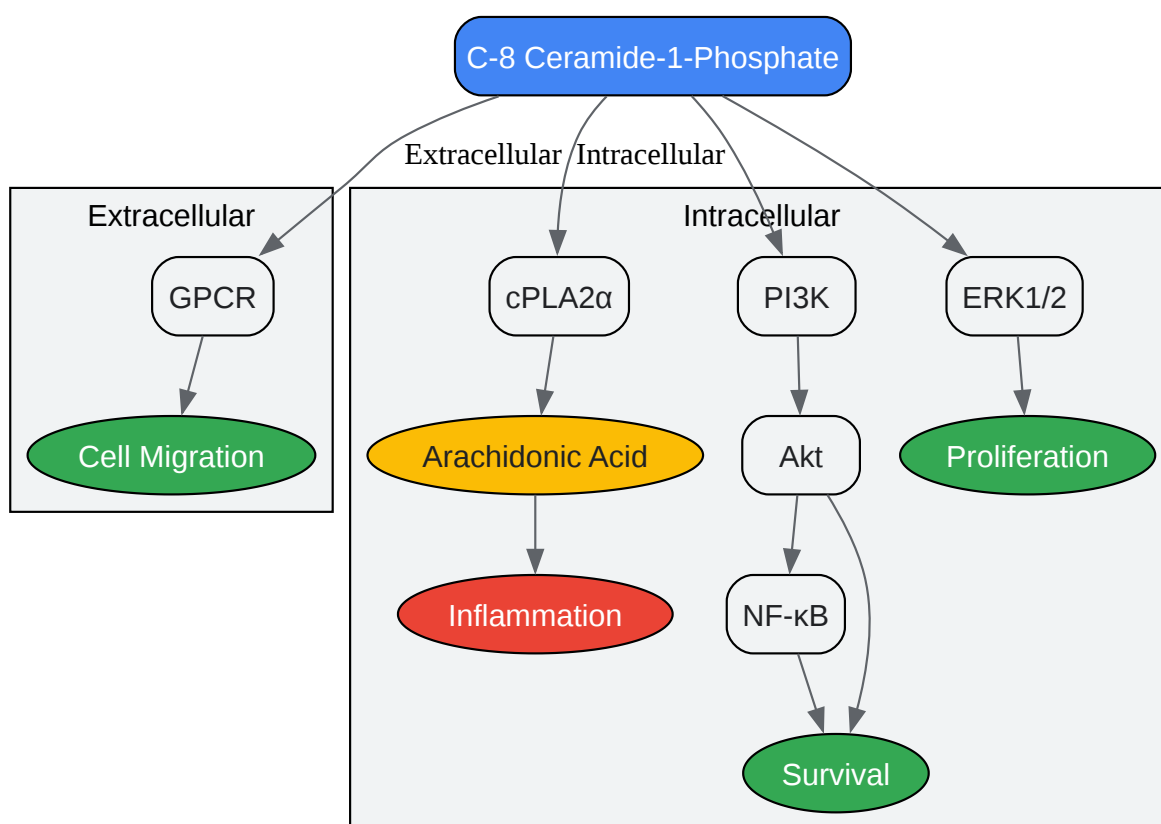 C-8 Ceramide-1-Phosphate
Extracellular
Intracellular
Extracellular
Intracellular
GPCR
cPLA2α
PI3K
ERK1/2
Cell Migration
Arachidonic Acid
Akt
Proliferation
Inflammation
NF-κB
Survival